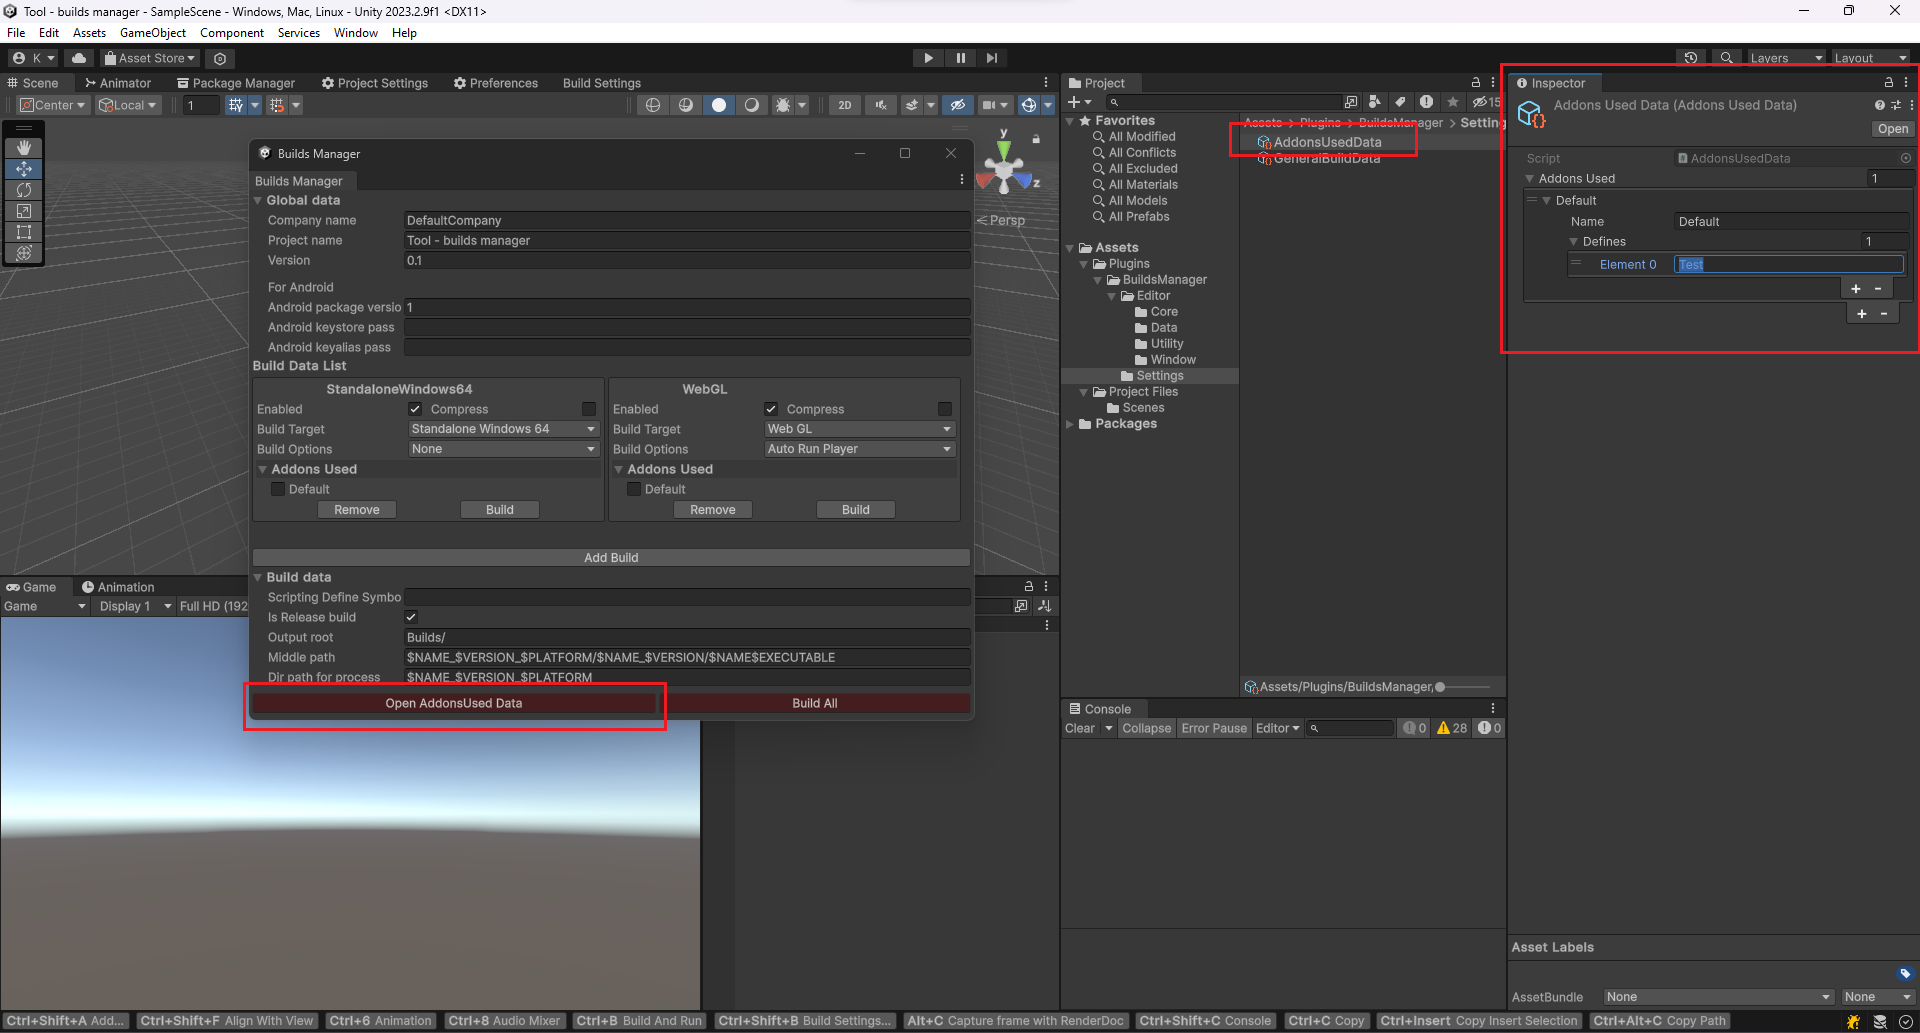 Tool - builds manager - SampleScene - Windows, Mac, Linux - Unity 2023.2.9f1 <DX11>
File Edit Assets GameObject Component Services Window Help
K Asset Store Layers Layout
Scene Animator Package Manager Project Settings Preferences Build Settings
Center Local 1 2D
y
z
Persp
Builds Manager
Builds Manager
Global data
Company name DefaultCompany
Project name Tool - builds manager
Version 0.1
For Android
Android package versio 1
Android keystore pass
Android keyalias pass
Build Data List
StandaloneWindows64
Enabled Compress
Build Target Standalone Windows 64
Build Options None
Addons Used
Default
Remove Build
WebGL
Enabled Compress
Build Target Web GL
Build Options Auto Run Player
Addons Used
Default
Remove Build
Add Build
Build data
Scripting Define Symbo
Is Release build
Output root Builds/
Middle path $NAME_$VERSION_$PLATFORM/$NAME_$VERSION/$NAME$EXECUTABLE
Dir path for process $NAME_$VERSION_$PLATFORM
Open AddonsUsed Data Build All
Game Animation
Game Display 1 Full HD (192
Project
15
Favorites
All Modified
All Conflicts
All Excluded
All Materials
All Models
All Prefabs
Assets
Plugins
BuildsManager
Editor
Core
Data
Utility
Window
Settings
Project Files
Scenes
Packages
Assets > Plugins > BuildsManager > Setting
AddonsUsedData
GeneralBuildData
Assets/Plugins/BuildsManager,
Console
Clear Collapse Error Pause Editor 0 28 0
Inspector
Addons Used Data (Addons Used Data)
Open
Script AddonsUsedData
Addons Used 1
Default
Name Default
Defines 1
Element 0 Test
+ -
+ -
Asset Labels
AssetBundle None None
Ctrl+Shift+A Add... Ctrl+Shift+F Align With View Ctrl+6 Animation Ctrl+8 Audio Mixer Ctrl+B Build And Run Ctrl+Shift+B Build Settings... Alt+C Capture frame with RenderDoc Ctrl+Shift+C Console Ctrl+C Copy Ctrl+Insert Copy Insert Selection Ctrl+Alt+C Copy Path